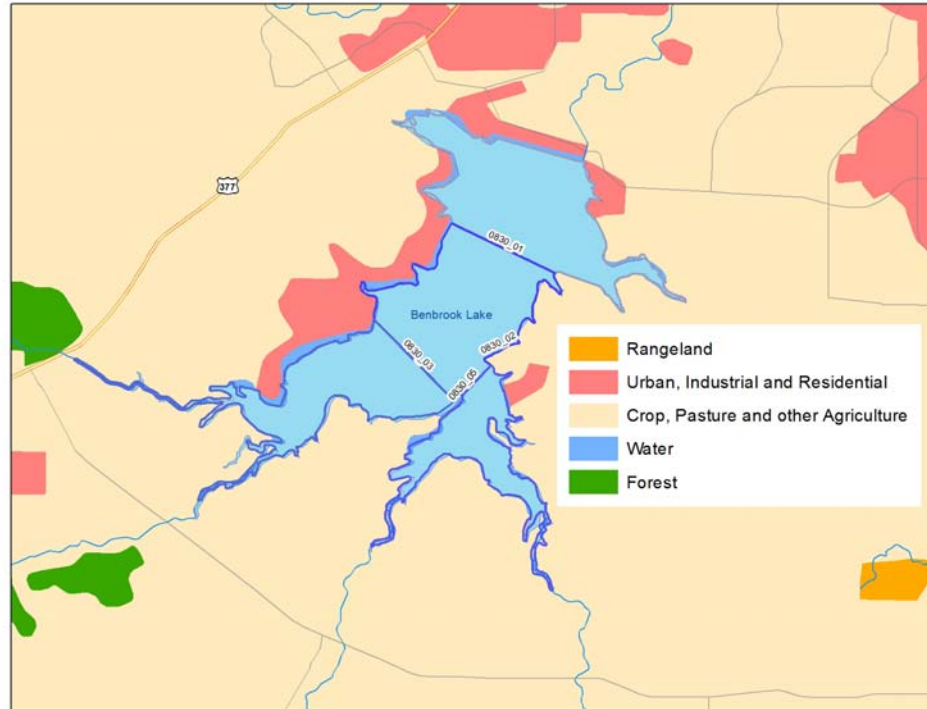 377
0830_01
Benbrook Lake
0830_02
0830_03
0830_05
Rangeland
Urban, Industrial and Residential
Crop, Pasture and other Agriculture
Water
Forest